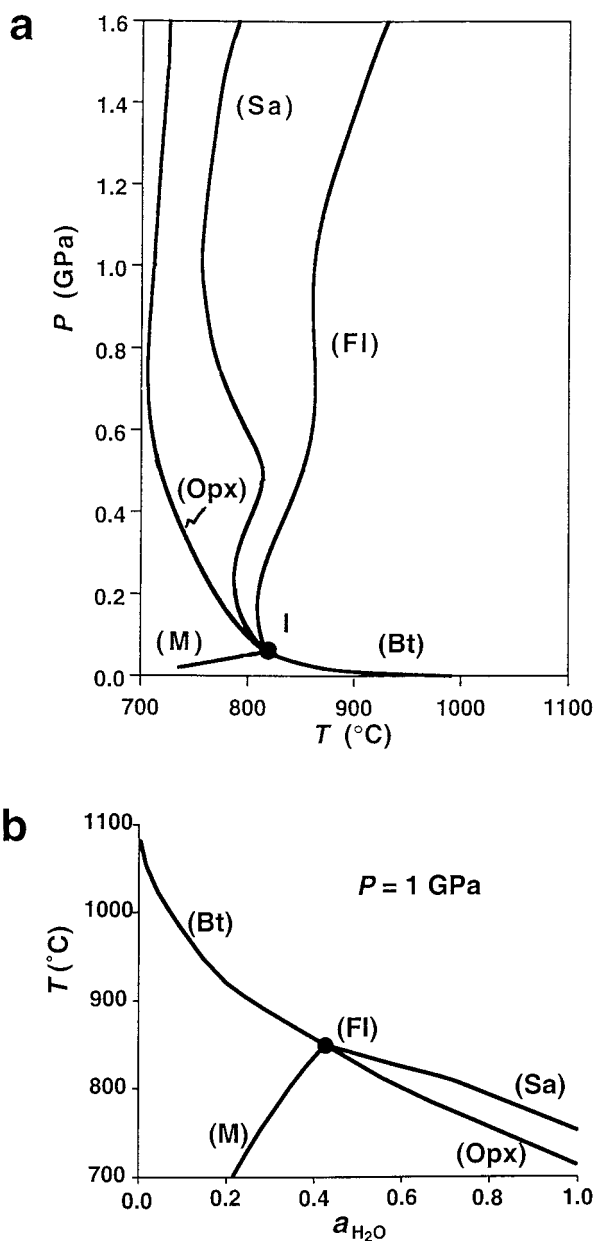 a
1.6
(Sa)
1.4
1.2
P (GPa)
1.0
0.8
(Fl)
0.6
(Opx)
0.4
0.2
I
(M)
(Bt)
0.0
700 800 900 1000 1100
T (°C)
b
1100
P = 1 GPa
1000
(Bt)
T (°C)
900
(Fl)
800
(Sa)
(M)
(Opx)
700
0.0 0.2 0.4 0.6 0.8 1.0
aH₂O